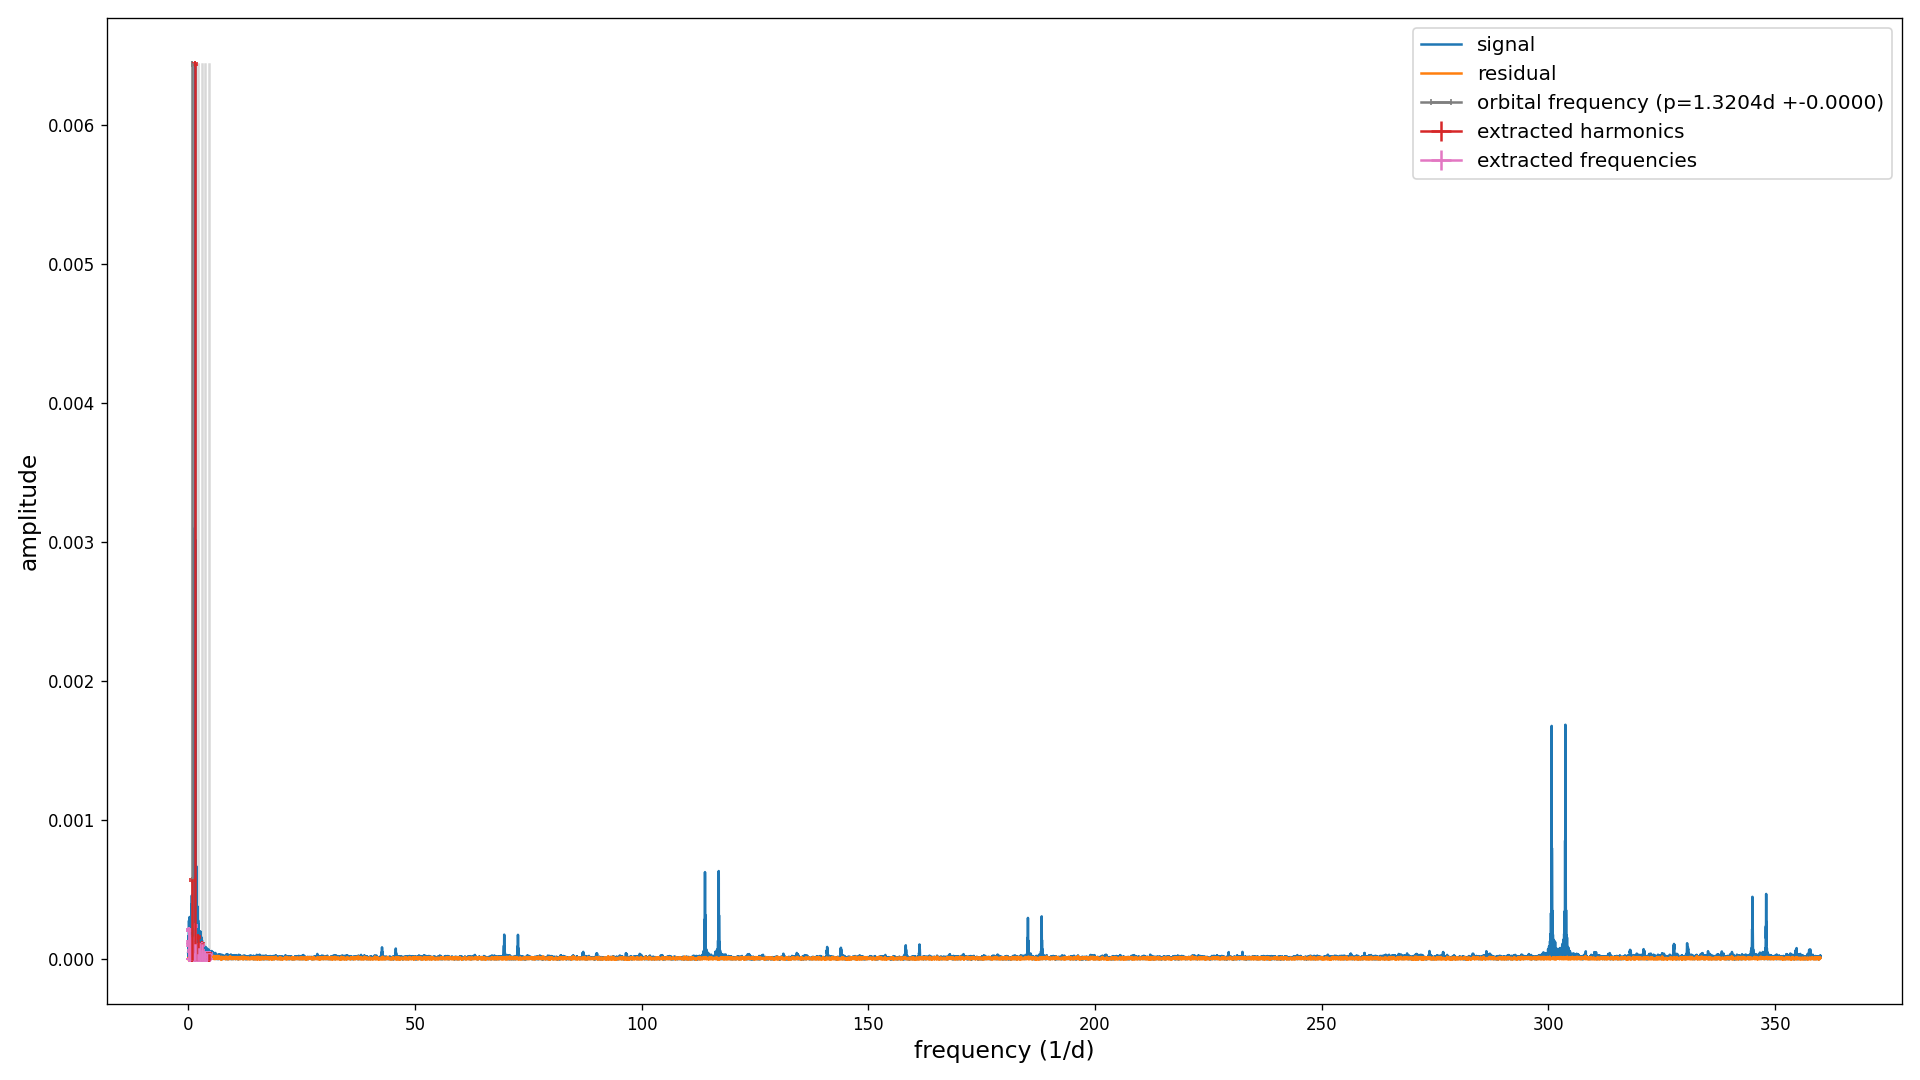 signal
residual
orbital frequency (p=1.3204d +-0.0000)
extracted harmonics
extracted frequencies
amplitude
0.006
0.005
0.004
0.003
0.002
0.001
0.000
0 50 100 150 200 250 300 350
frequency (1/d)